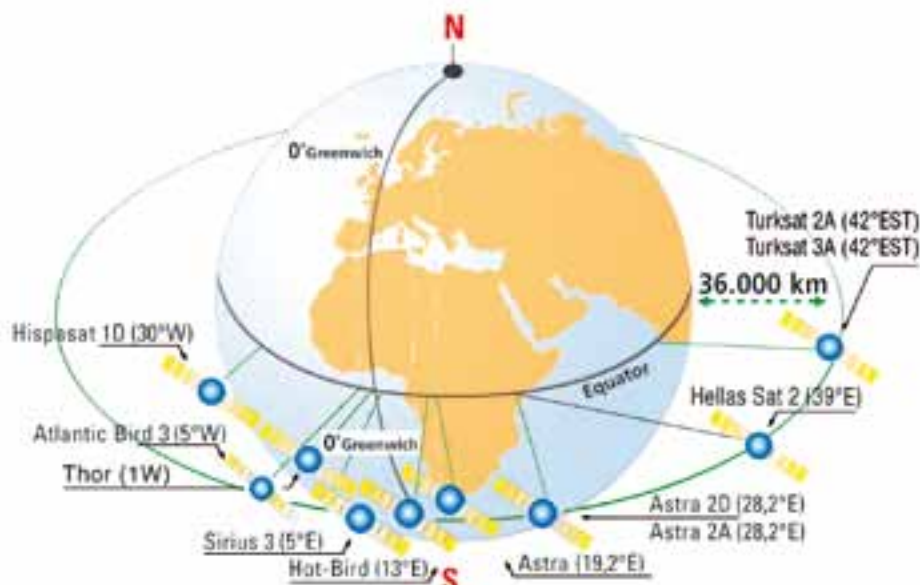 N
0°Greenwich
Turksat 2A (42°EST)
Turksat 3A (42°EST)
36.000 km
Hispasat 1D (30°W)
Equator
Hellas Sat 2 (39°E)
Atlantic Bird 3 (5°W)
0°Greenwich
Thor (1W)
Astra 2D (28,2°E)
Sirius 3 (5°E)
Astra 2A (28,2°E)
Hot-Bird (13°E)
S
Astra (19,2°E)